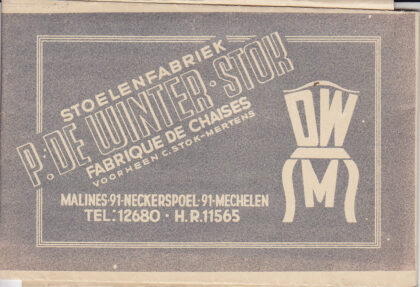 STOELENFABRIEK
P. DE WINTER-STOK
FABRIQUE DE CHAISES
VOORHEEN C. STOK-MERTENS
MALINES-91-NECKERSPOEL-91-MECHELEN
TEL: 12680 · H.R. 11565
DW
M